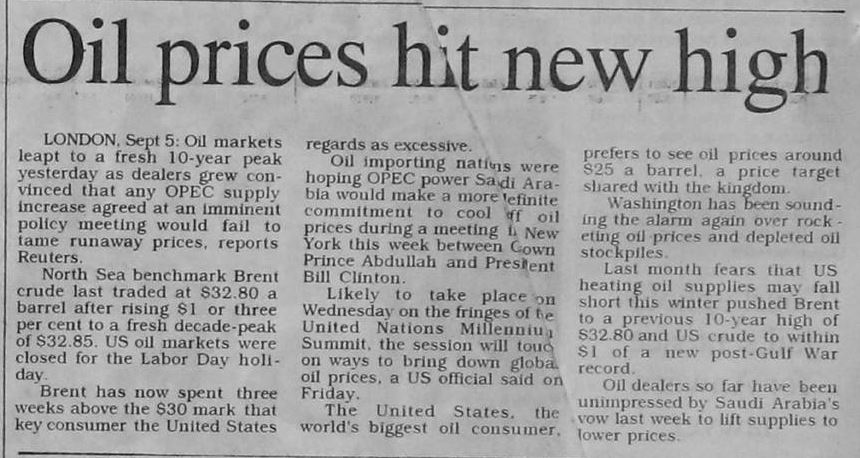 Oil prices hit new high
LONDON, Sept 5: Oil markets
leapt to a fresh 10-year peak
yesterday as dealers grew con-
vinced that any OPEC supply
increase agreed at an imminent
policy meeting would fail to
tame runaway prices, reports
Reuters.
North Sea benchmark Brent
crude last traded at $32.80 a
barrel after rising $1 or three
per cent to a fresh decade-peak
of $32.85. US oil markets were
closed for the Labor Day holi-
day.
Brent has now spent three
weeks above the $30 mark that
key consumer the United States
regards as excessive.
Oil importing nations were
hoping OPEC power Saudi Ara-
bia would make a more definite
commitment to cool off oil
prices during a meeting in New
York this week between Crown
Prince Abdullah and President
Bill Clinton.
Likely to take place on
Wednesday on the fringes of the
United Nations Millennium
Summit, the session will touch
on ways to bring down global
oil prices, a US official said on
Friday.
The United States, the
world's biggest oil consumer,
prefers to see oil prices around
$25 a barrel, a price target
shared with the kingdom.
Washington has been sound-
ing the alarm again over rock-
eting oil prices and depleted oil
stockpiles.
Last month fears that US
heating oil supplies may fall
short this winter pushed Brent
to a previous 10-year high of
$32.80 and US crude to within
$1 of a new post-Gulf War
record.
Oil dealers so far have been
unimpressed by Saudi Arabia's
vow last week to lift supplies to
lower prices.